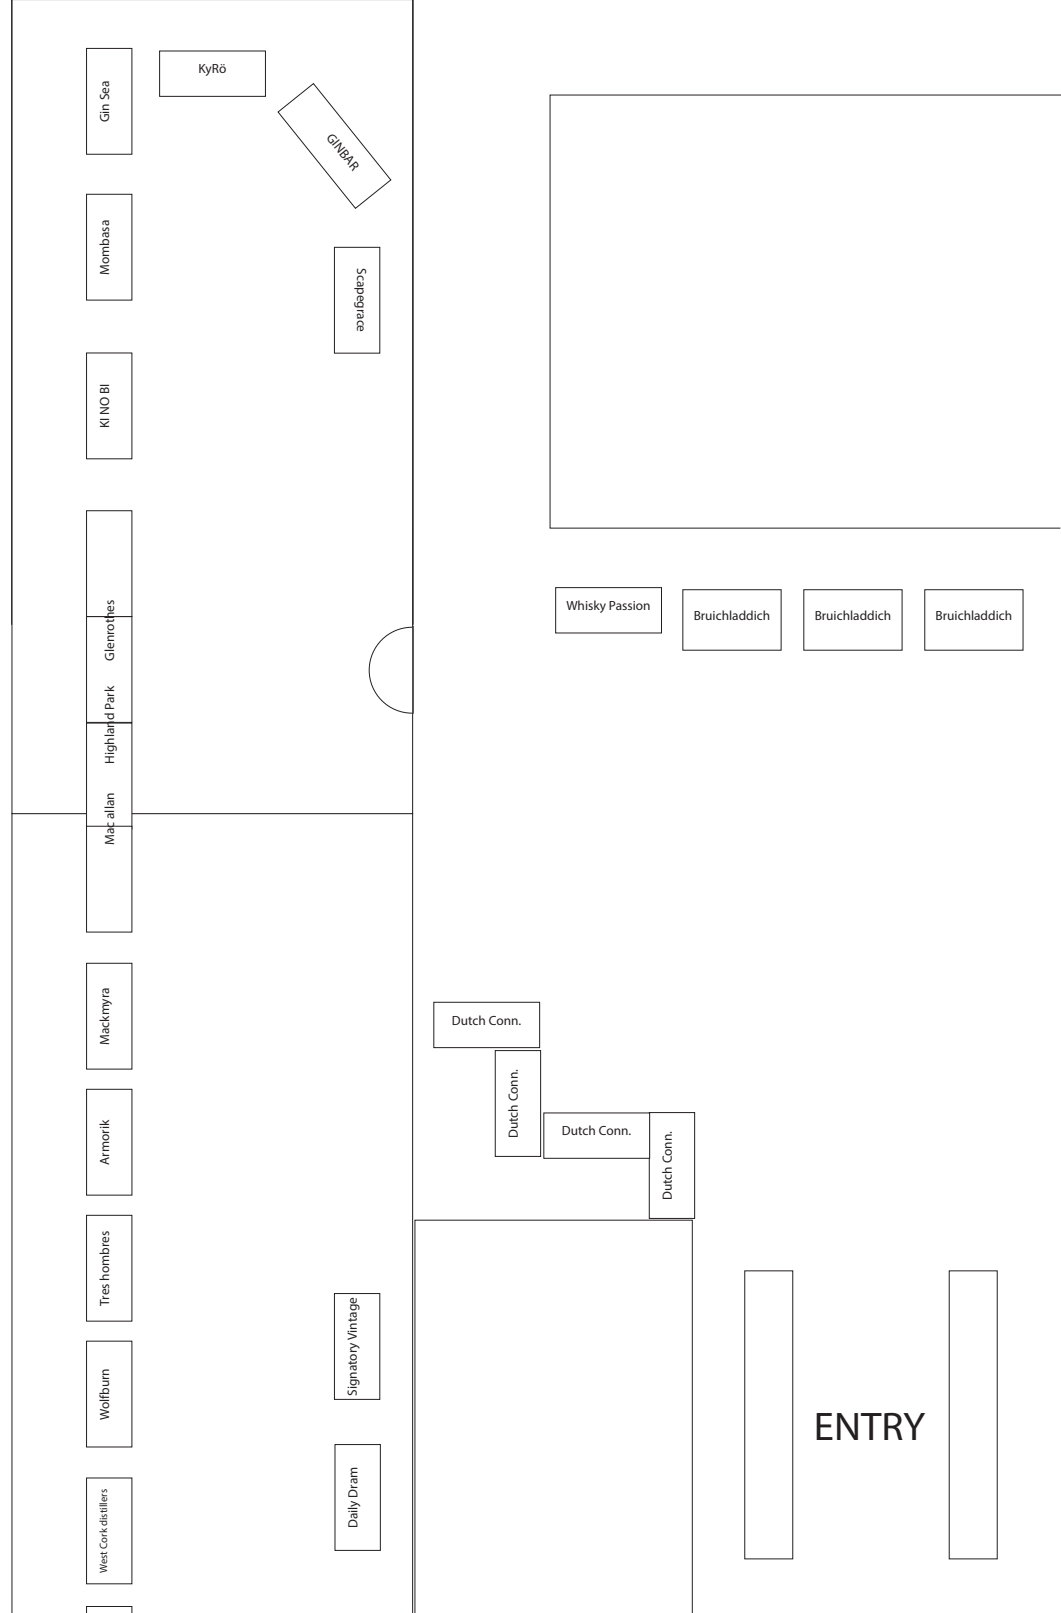 KyRö
Gin Sea
GINBAR
Mombasa
Scapegrace
KI NO BI
Glenrothes
Highland Park
Mac allan
Whisky Passion
Bruichladdich
Bruichladdich
Bruichladdich
Mackmyra
Dutch Conn.
Dutch Conn.
Dutch Conn.
Dutch Conn.
Armorik
Tres hombres
Signatory Vintage
Wolfburn
ENTRY
Daily Dram
West Cork distillers